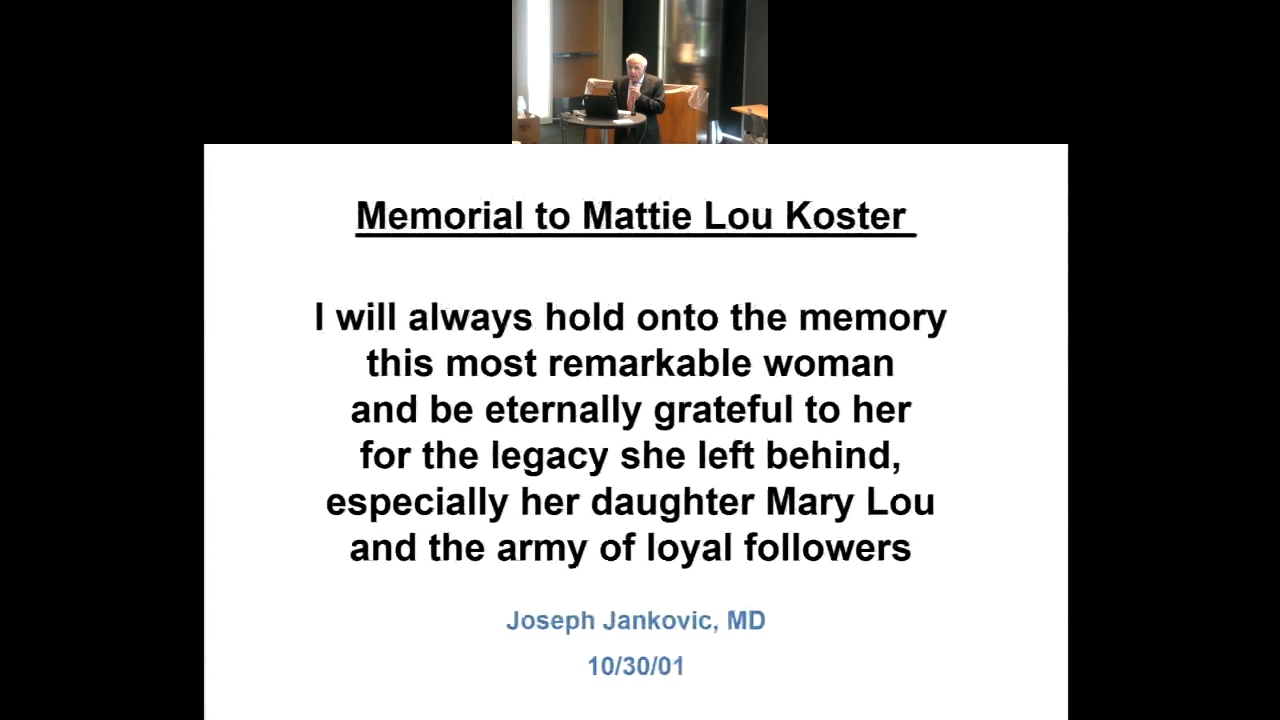 Memorial to Mattie Lou Koster
I will always hold onto the memory
this most remarkable woman
and be eternally grateful to her
for the legacy she left behind,
especially her daughter Mary Lou
and the army of loyal followers
Joseph Jankovic, MD
10/30/01